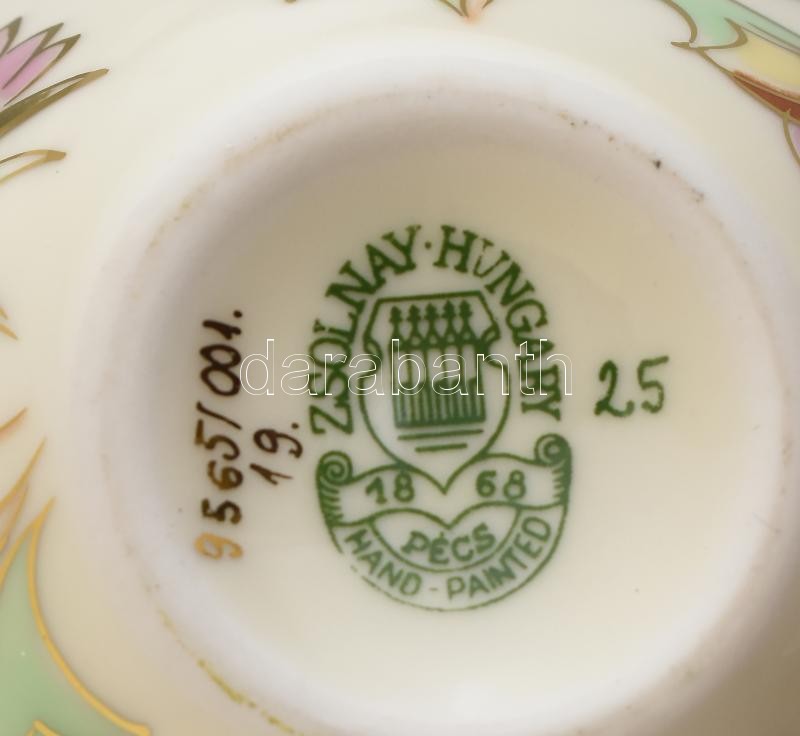 ZSOLNAY·HUNGARY
18 68
PÉCS
HAND-PAINTED
25
9565/001.
19.
darabanth